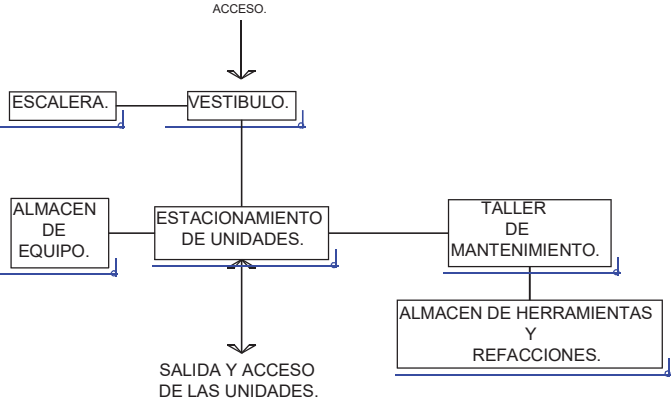 ACCESO.
ESCALERA.
VESTIBULO.
ALMACEN
DE
EQUIPO.
ESTACIONAMIENTO
DE UNIDADES.
TALLER
DE
MANTENIMIENTO.
ALMACEN DE HERRAMIENTAS
Y
REFACCIONES.
SALIDA Y ACCESO
DE LAS UNIDADES.